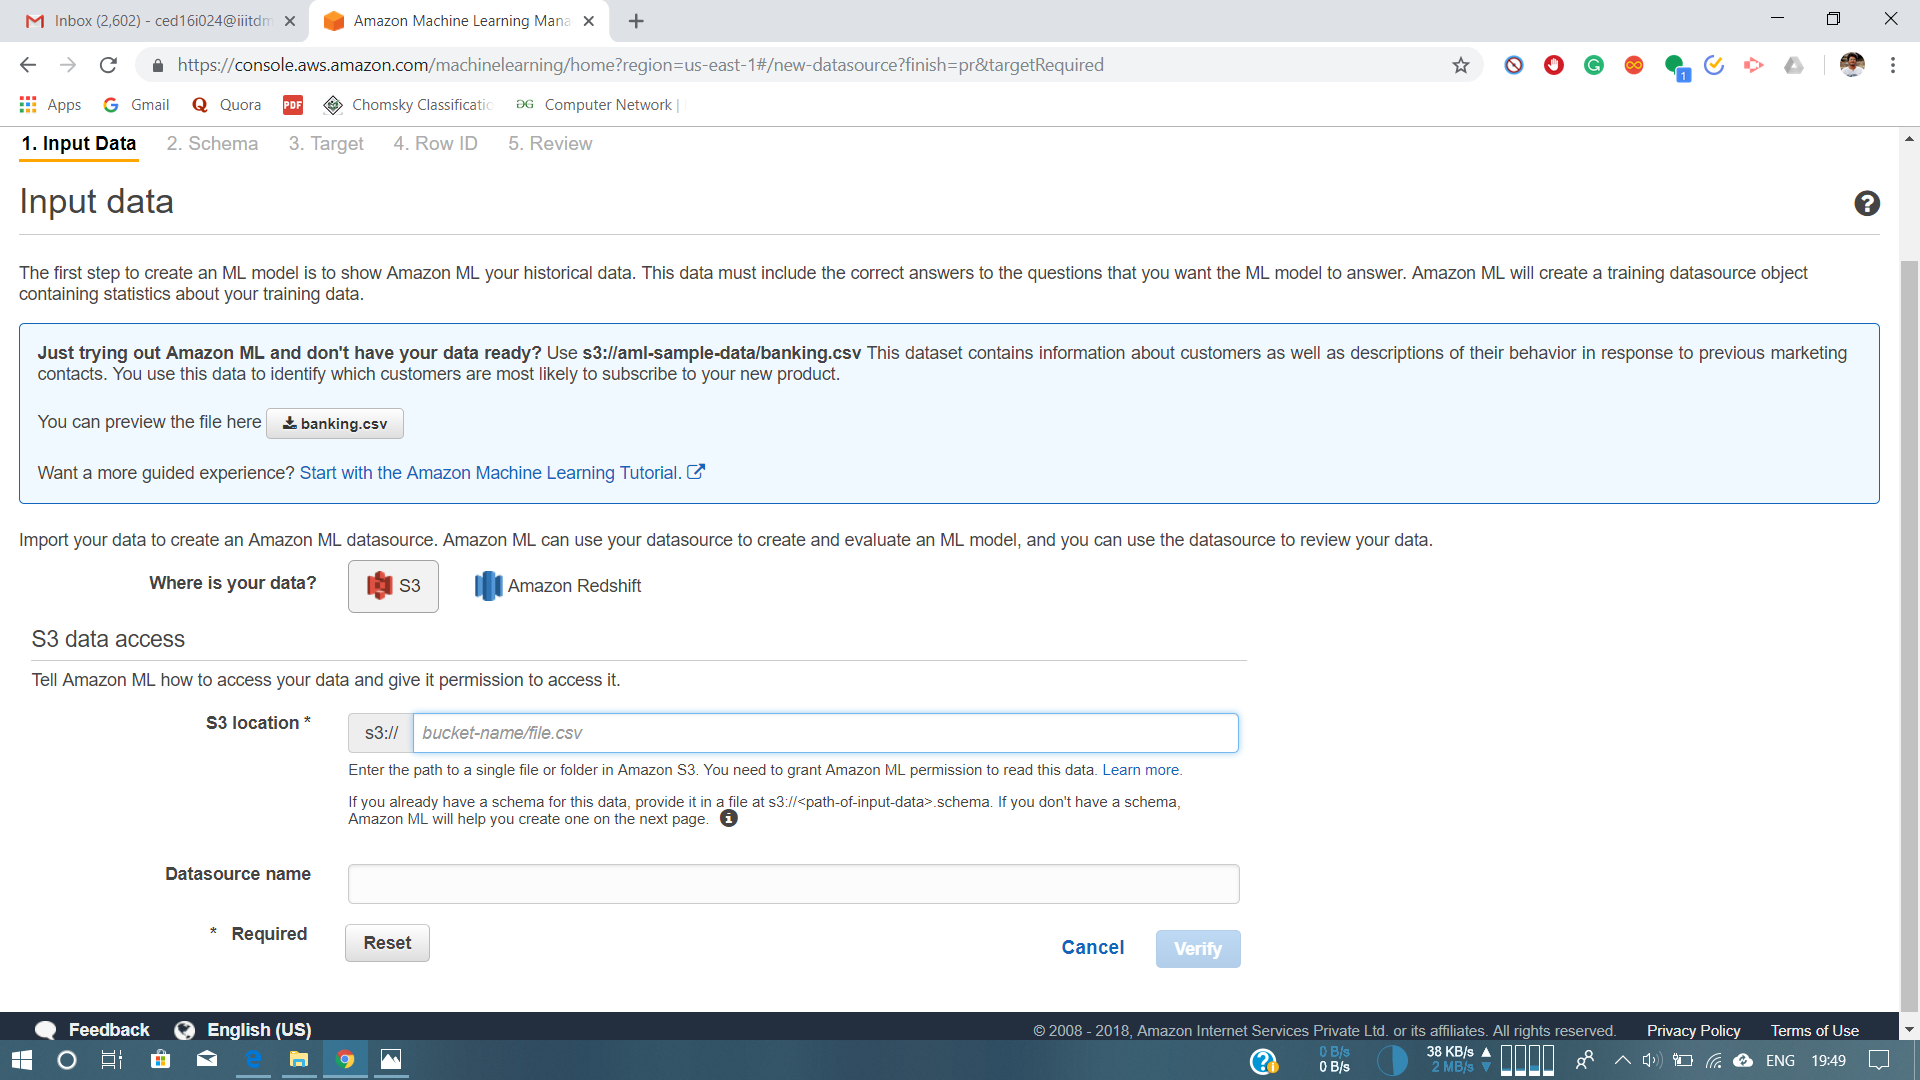 Inbox (2,602) - ced16i024@iiitdm
Amazon Machine Learning Mana
https://console.aws.amazon.com/machinelearning/home?region=us-east-1#/new-datasource?finish=pr&targetRequired
1
Apps
Gmail
Quora
PDF
Chomsky Classificatio
Computer Network |
1. Input Data
2. Schema
3. Target
4. Row ID
5. Review
Input data
The first step to create an ML model is to show Amazon ML your historical data. This data must include the correct answers to the questions that you want the ML model to answer. Amazon ML will create a training datasource object
containing statistics about your training data.
Just trying out Amazon ML and don't have your data ready? Use s3://aml-sample-data/banking.csv This dataset contains information about customers as well as descriptions of their behavior in response to previous marketing
contacts. You use this data to identify which customers are most likely to subscribe to your new product.
You can preview the file here banking.csv
Want a more guided experience? Start with the Amazon Machine Learning Tutorial.
Import your data to create an Amazon ML datasource. Amazon ML can use your datasource to create and evaluate an ML model, and you can use the datasource to review your data.
Where is your data?
S3
Amazon Redshift
S3 data access
Tell Amazon ML how to access your data and give it permission to access it.
S3 location *
s3://
bucket-name/file.csv
Enter the path to a single file or folder in Amazon S3. You need to grant Amazon ML permission to read this data. Learn more.
If you already have a schema for this data, provide it in a file at s3://<path-of-input-data>.schema. If you don't have a schema,
Amazon ML will help you create one on the next page.
Datasource name
* Required
Reset
Cancel
Verify
Feedback
English (US)
© 2008 - 2018, Amazon Internet Services Private Ltd. or its affiliates. All rights reserved.
Privacy Policy
Terms of Use
0 B/s
0 B/s
38 KB/s
2 MB/s
ENG
19:49